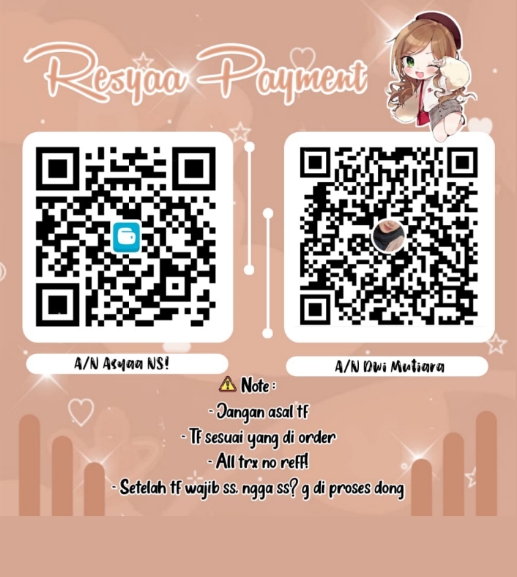 Resyaa Payment
A/N Asyaa NS!
A/N Dwi Mutiara
Note :
- Jangan asal tf
- TF sesuai yang di order
- All trx no reff!
- Setelah tf wajib ss. ngga ss? g di proses dong